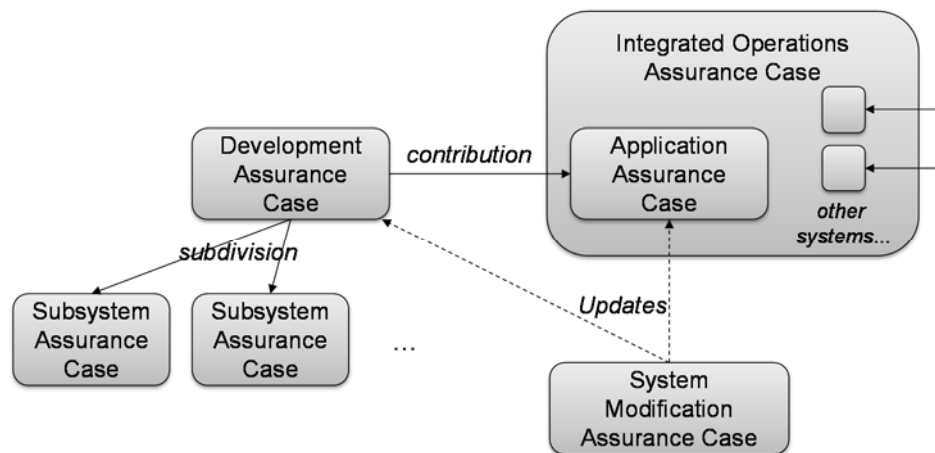 Integrated Operations
Assurance Case
Development
Assurance
Case
contribution
Application
Assurance
Case
other
systems...
subdivision
Subsystem
Assurance
Case
Subsystem
Assurance
Case
...
Updates
System
Modification
Assurance Case